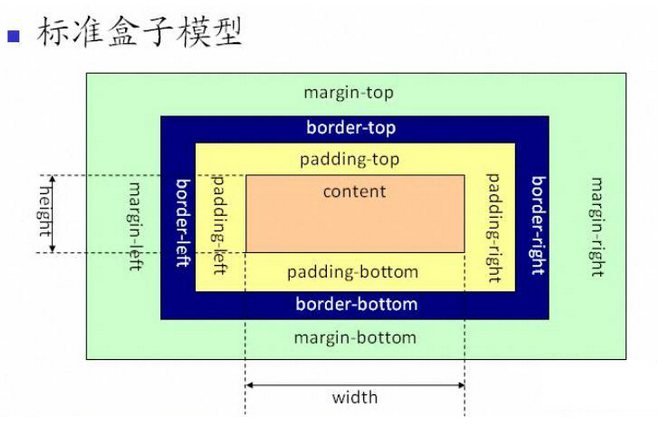 标准盒子模型
margin-top
border-top
padding-top
content
height
margin-left
border-left
padding-left
padding-right
border-right
margin-right
padding-bottom
border-bottom
margin-bottom
width